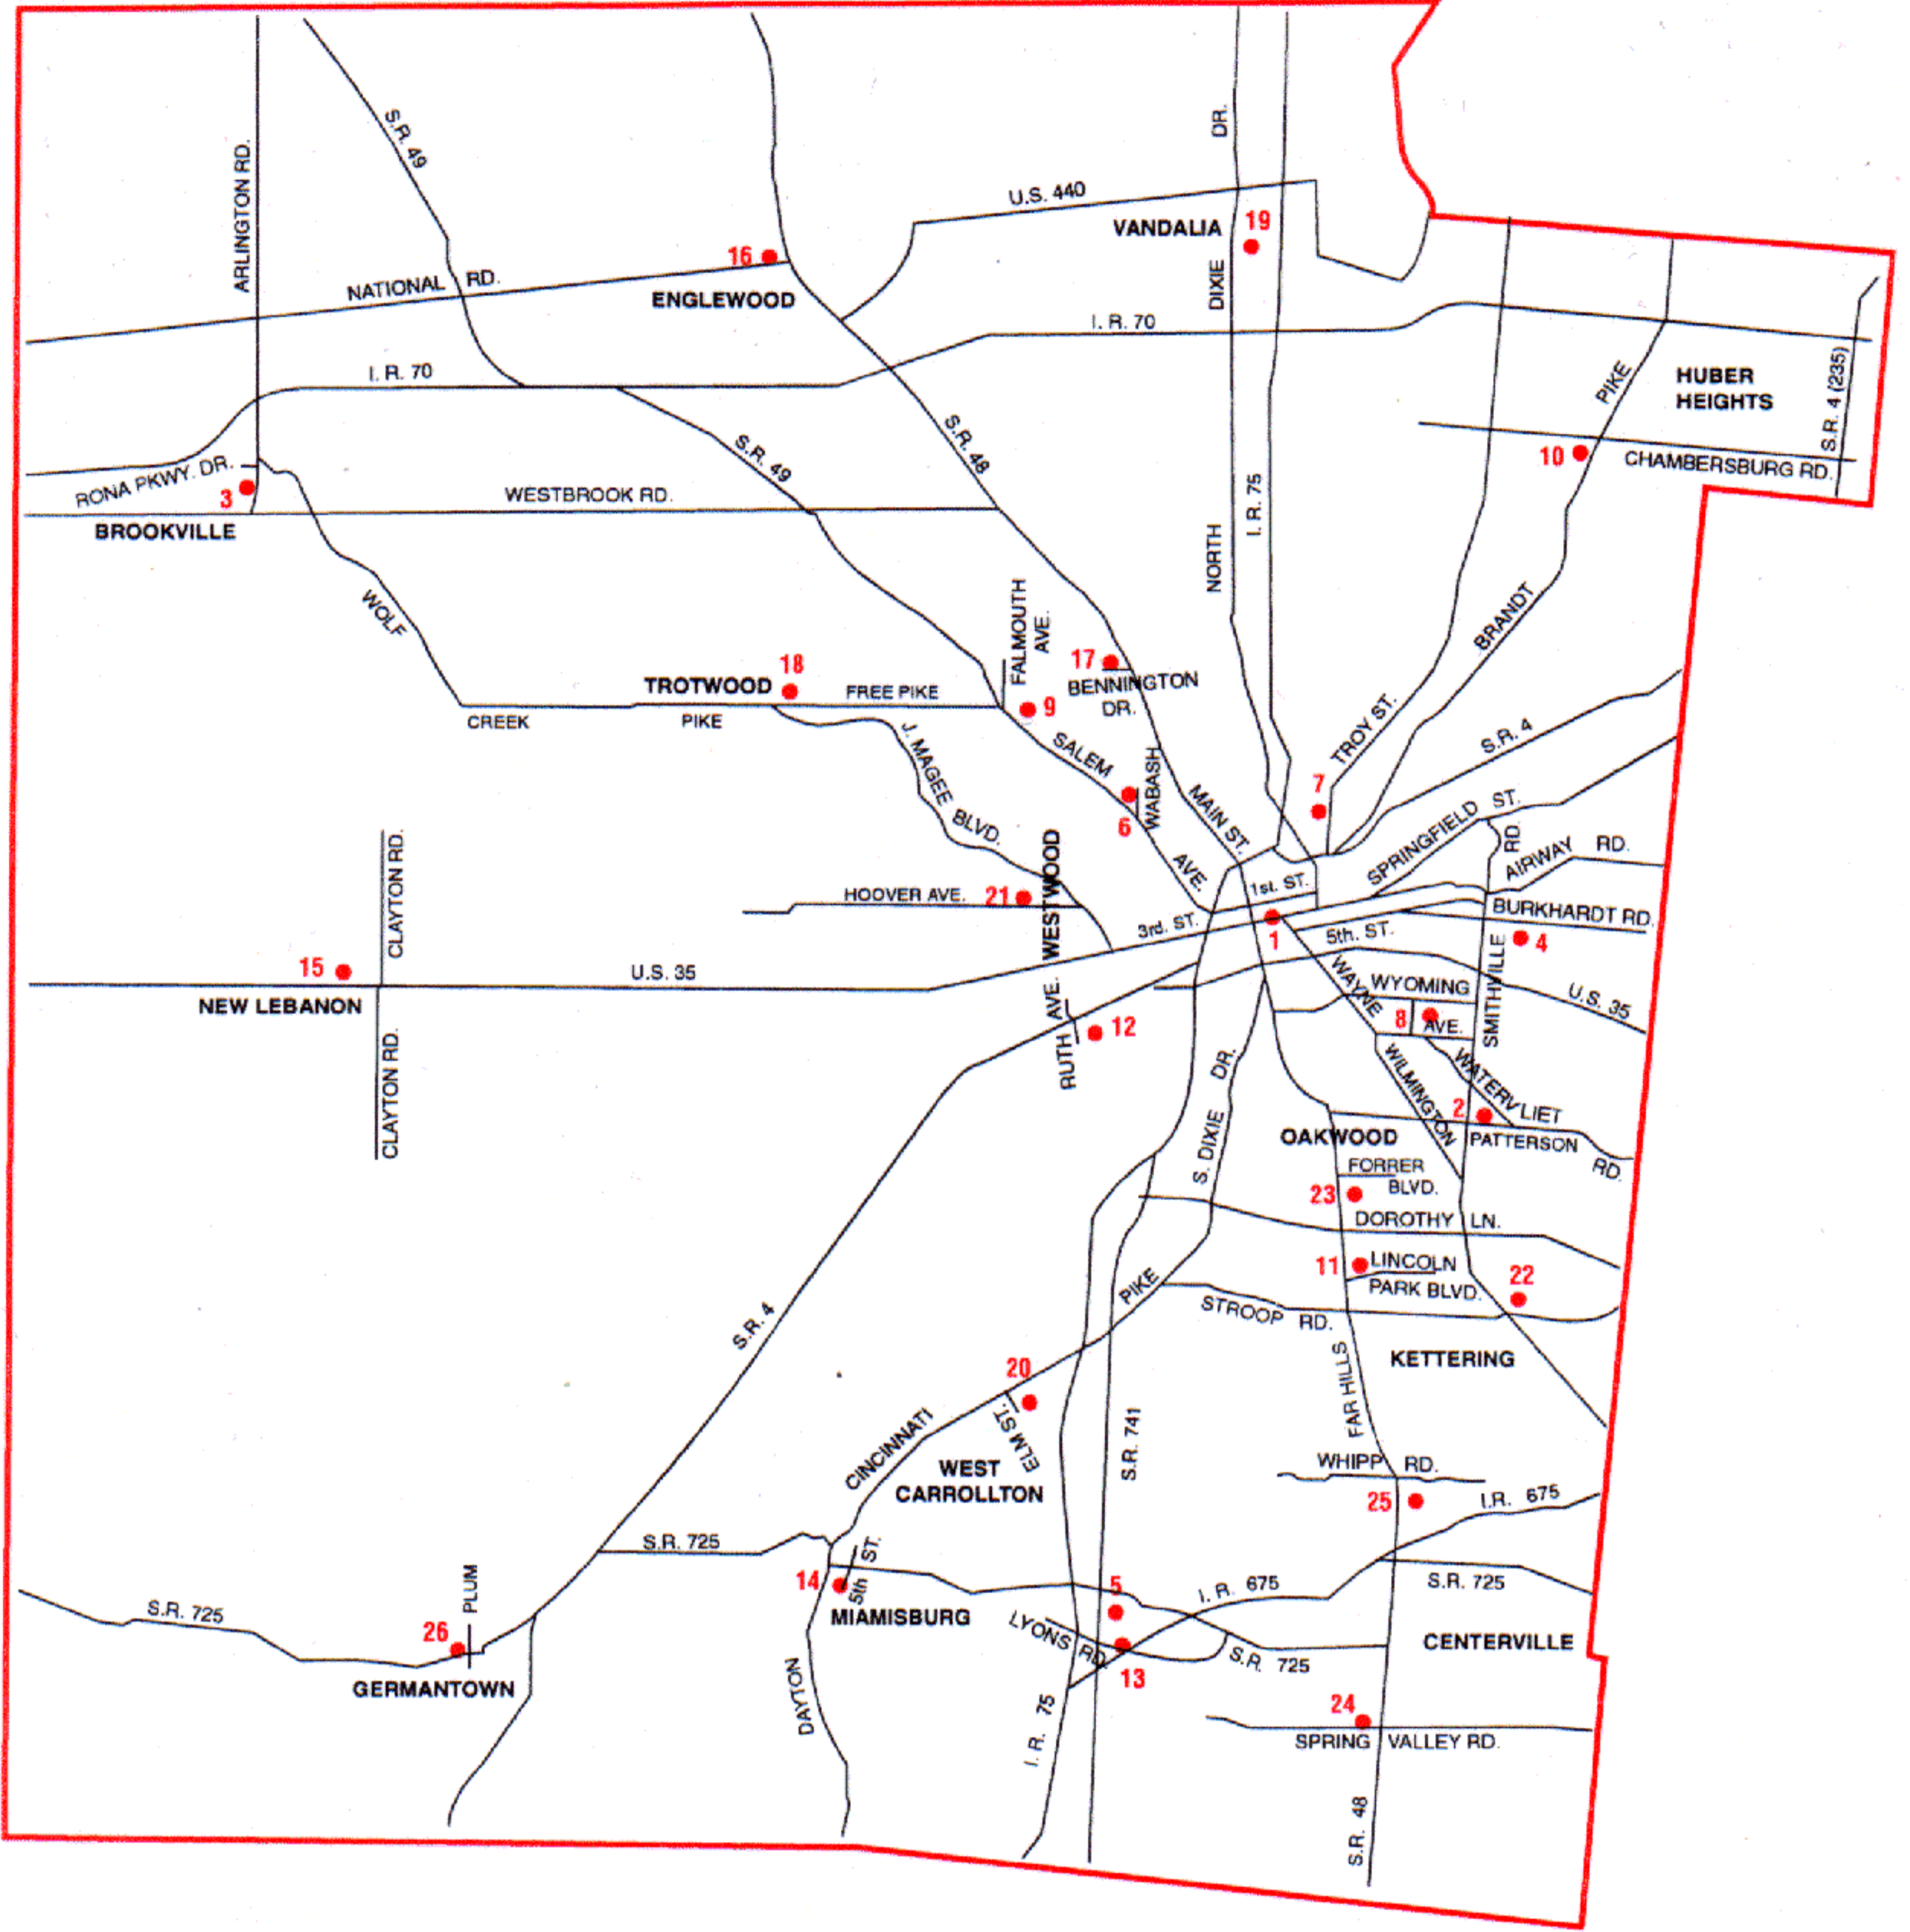 S.R. 49
ARLINGTON RD.
DR.
U.S. 440
VANDALIA
19
16
NATIONAL RD.
ENGLEWOOD
DIXIE
I. R. 70
I. R. 70
PIKE
HUBER
HEIGHTS
S.R. 4 (235)
S.R. 48
S.R. 49
10
CHAMBERSBURG RD.
RONA PKWY. DR.
3
WESTBROOK RD.
BROOKVILLE
I. R. 75
NORTH
WOLF
FALMOUTH
AVE.
BRANDT
18
17
TROTWOOD
FREE PIKE
BENNINGTON
DR.
9
CREEK
PIKE
J. MAGEE BLVD.
SALEM
WABASH
TROY ST.
S.R. 4
7
6
MAIN ST.
SPRINGFIELD ST.
RD.
AIRWAY RD.
CLAYTON RD.
WESTWOOD
AVE.
1st. ST.
HOOVER AVE.
21
3rd. ST.
1
5th. ST.
BURKHARDT RD.
4
15
U.S. 35
NEW LEBANON
WAYNE
WYOMING
SMITHVILLE
U.S. 35
8
AVE.
RUTH AVE.
12
CLAYTON RD.
S. DIXIE DR.
WILMINGTON
WATERV'LIET
2
OAKWOOD
PATTERSON
RD.
FORRER
BLVD.
23
DOROTHY LN.
11
LINCOLN
PARK BLVD.
22
PIKE
STROOP RD.
S.R. 4
KETTERING
20
FAR HILLS
ELM ST.
CINCINNATI
S.R. 741
WEST
CARROLLTON
WHIPP RD.
25
I.R. 675
S.R. 725
5th ST.
14
MIAMISBURG
5
I. R. 675
S.R. 725
PLUM
S.R. 725
26
LYONS RD.
13
S.R. 725
CENTERVILLE
GERMANTOWN
DAYTON
I. R. 75
24
SPRING VALLEY RD.
S.R. 48